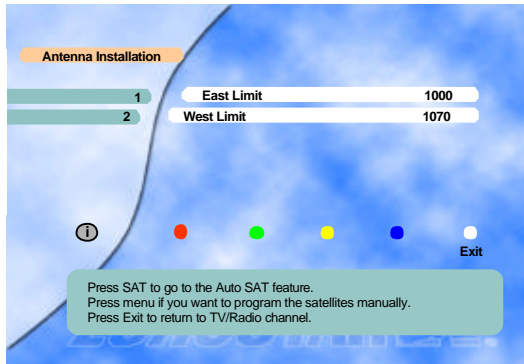 Antenna Installation
1 East Limit 1000
2 West Limit 1070
i
Exit
Press SAT to go to the Auto SAT feature.
Press menu if you want to program the satellites manually.
Press Exit to return to TV/Radio channel.